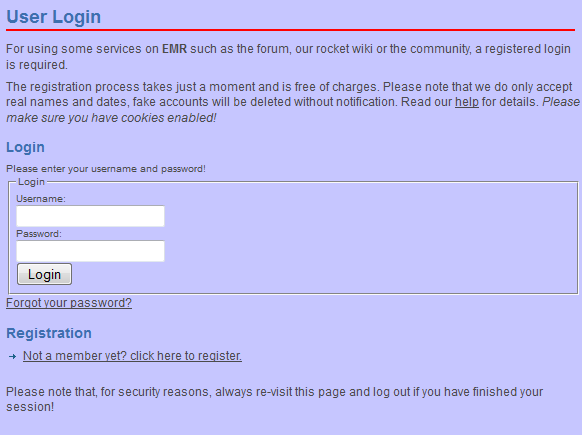 User Login
For using some services on EMR such as the forum, our rocket wiki or the community, a registered login
is required.
The registration process takes just a moment and is free of charges. Please note that we do only accept
real names and dates, fake accounts will be deleted without notification. Read our help for details. Please
make sure you have cookies enabled!
Login
Please enter your username and password!
Login
Username:
Password:
Login
Forgot your password?
Registration
Not a member yet? click here to register.
Please note that, for security reasons, always re-visit this page and log out if you have finished your
session!